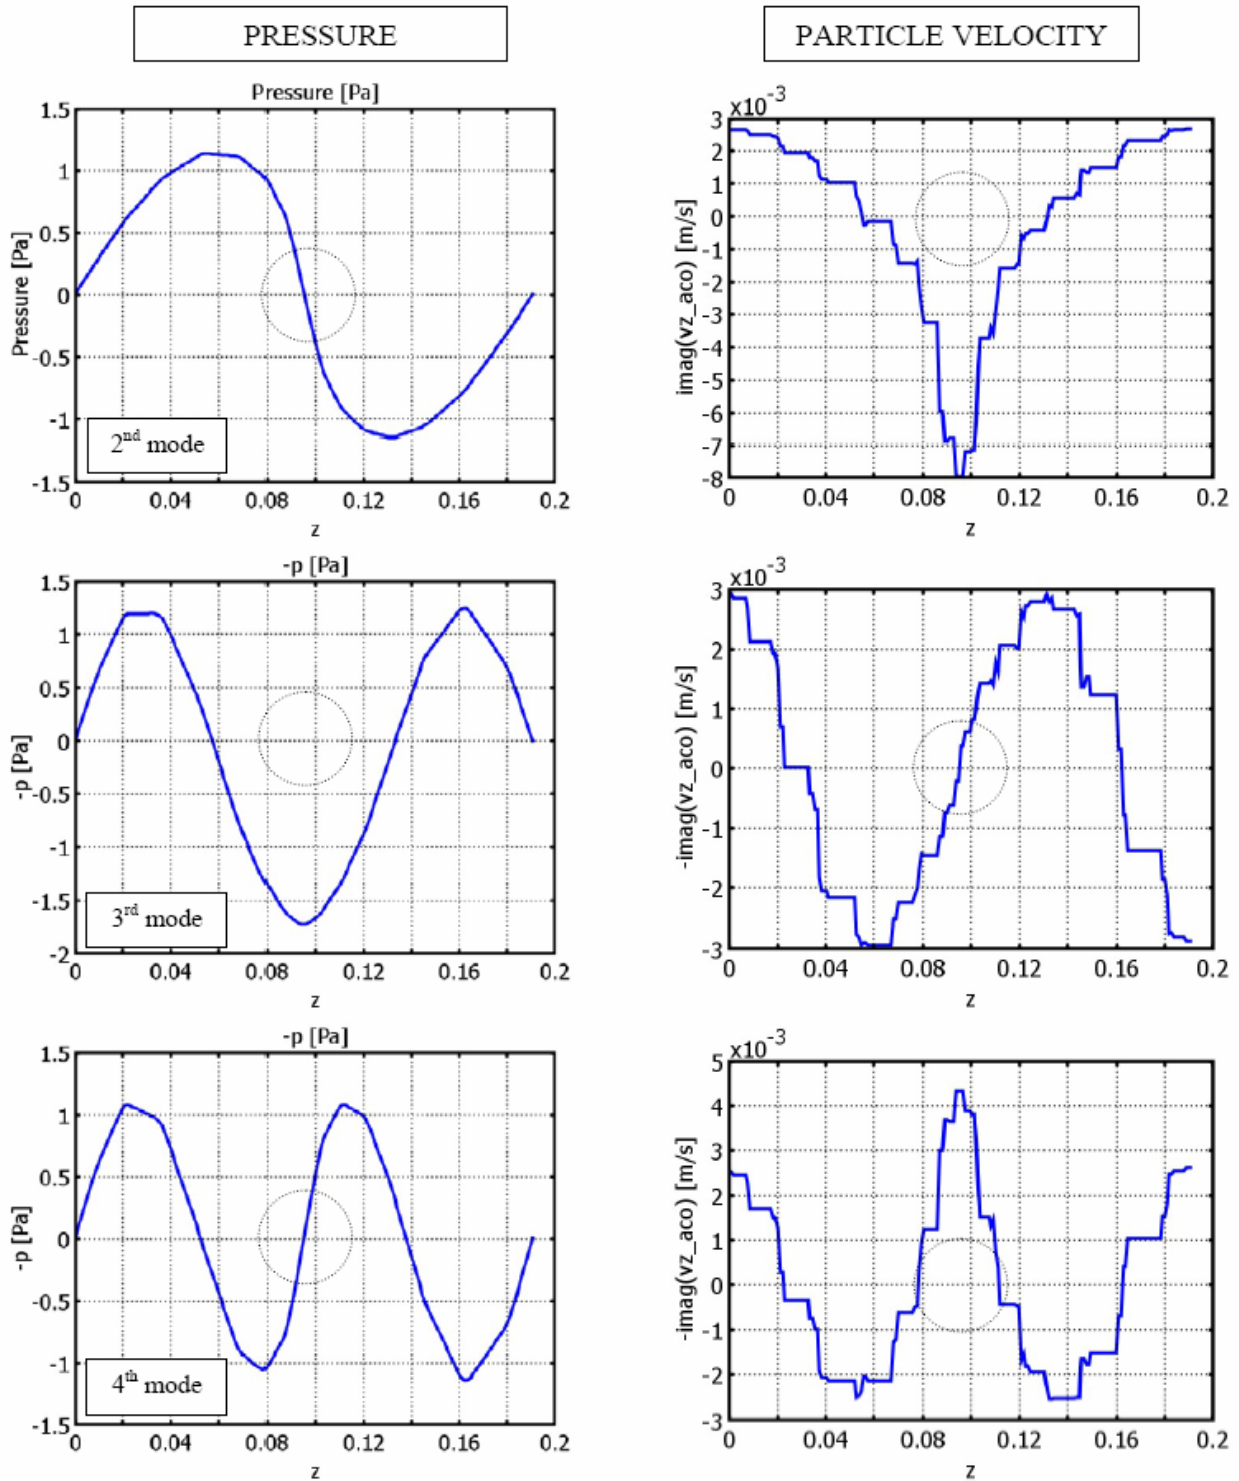 PRESSURE
PARTICLE VELOCITY
Pressure [Pa]
1.5
1
0.5
0
-0.5
-1
-1.5
Pressure [Pa]
2nd mode
0 0.04 0.08 0.12 0.16 0.2
z
x10-3
3
2
1
0
-1
-2
-3
-4
-5
-6
-7
-8
imag(vz_aco) [m/s]
0 0.04 0.08 0.12 0.16 0.2
z
-p [Pa]
1.5
1
0.5
0
-0.5
-1
-1.5
-2
-p [Pa]
3rd mode
0 0.04 0.08 0.12 0.16 0.2
z
x10-3
3
2
1
0
-1
-2
-3
-imag(vz_aco) [m/s]
0 0.04 0.08 0.12 0.16 0.2
z
-p [Pa]
1.5
1
0.5
0
-0.5
-1
-1.5
-p [Pa]
4th mode
0 0.04 0.08 0.12 0.16 0.2
z
x10-3
5
4
3
2
1
0
-1
-2
-3
-imag(vz_aco) [m/s]
0 0.04 0.08 0.12 0.16 0.2
z